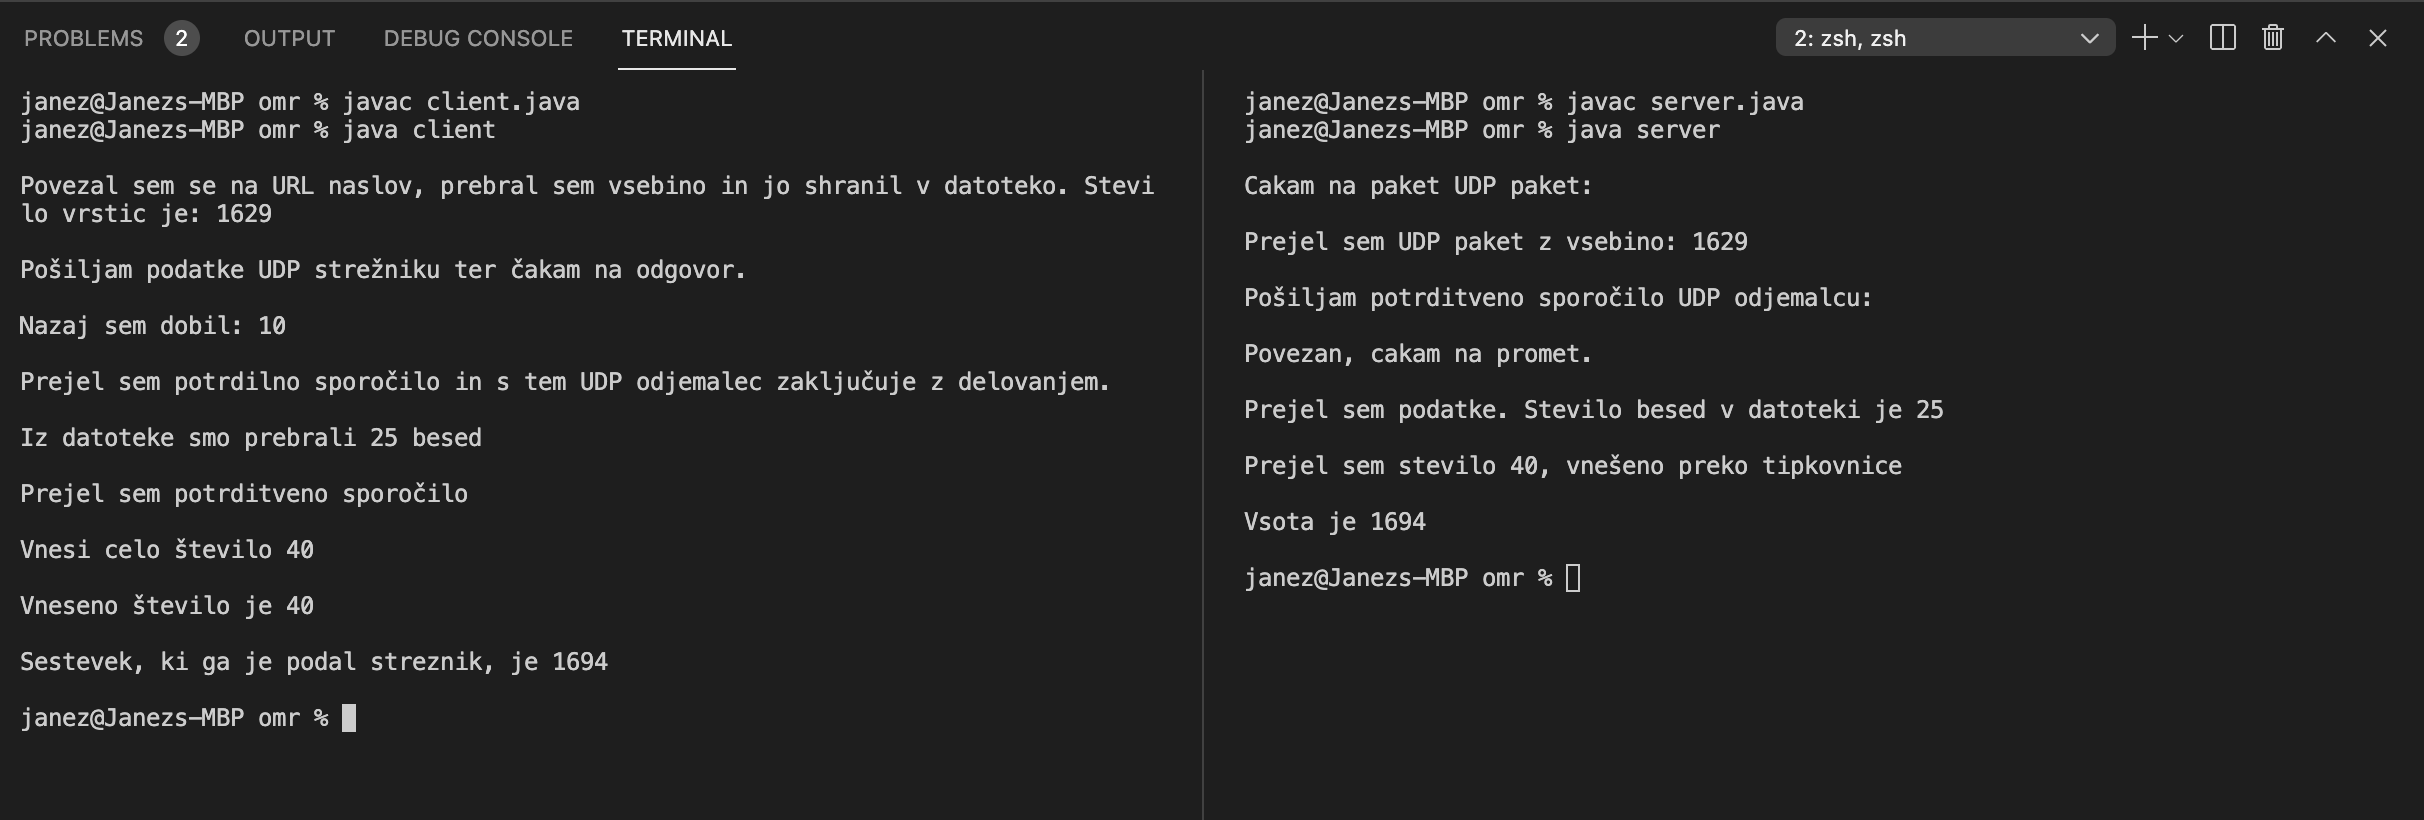 PROBLEMS 2 OUTPUT DEBUG CONSOLE TERMINAL 2: zsh, zsh
janez@Janezs-MBP omr % javac client.java
janez@Janezs-MBP omr % java client
Povezal sem se na URL naslov, prebral sem vsebino in jo shranil v datoteko. Stevi
lo vrstic je: 1629
Pošiljam podatke UDP strežniku ter čakam na odgovor.
Nazaj sem dobil: 10
Prejel sem potrdilno sporočilo in s tem UDP odjemalec zaključuje z delovanjem.
Iz datoteke smo prebrali 25 besed
Prejel sem potrditveno sporočilo
Vnesi celo število 40
Vneseno število je 40
Sestevek, ki ga je podal streznik, je 1694
janez@Janezs-MBP omr %
janez@Janezs-MBP omr % javac server.java
janez@Janezs-MBP omr % java server
Cakam na paket UDP paket:
Prejel sem UDP paket z vsebino: 1629
Pošiljam potrditveno sporočilo UDP odjemalcu:
Povezan, cakam na promet.
Prejel sem podatke. Stevilo besed v datoteki je 25
Prejel sem stevilo 40, vnešeno preko tipkovnice
Vsota je 1694
janez@Janezs-MBP omr %